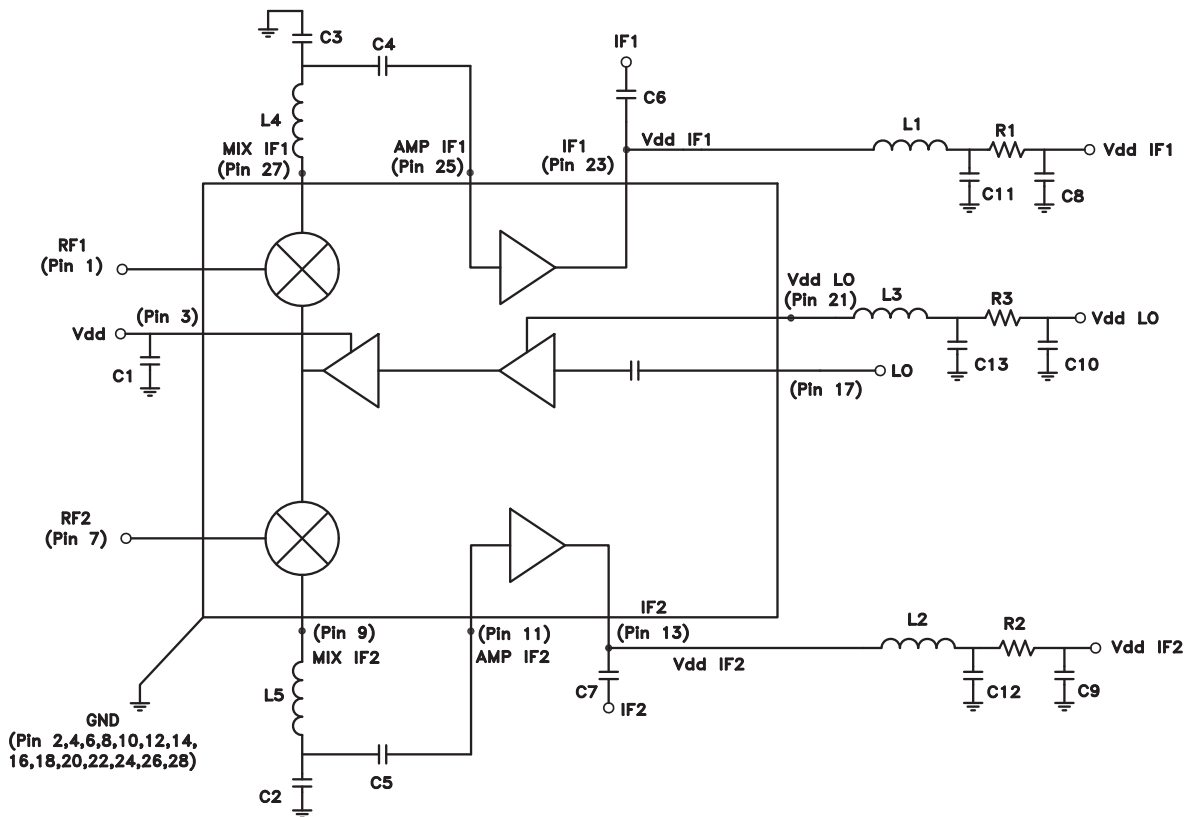 C3
C4
IF1
C6
L4
MIX IF1
(Pin 27)
AMP IF1
(Pin 25)
IF1
(Pin 23)
Vdd IF1
L1
R1
Vdd IF1
C11
C8
RF1
(Pin 1)
Vdd LO
(Pin 21)
L3
R3
Vdd LO
(Pin 3)
Vdd
C1
C13
C10
LO
(Pin 17)
RF2
(Pin 7)
IF2
(Pin 9)
MIX IF2
(Pin 11)
AMP IF2
(Pin 13)
Vdd IF2
L2
R2
Vdd IF2
C12
C9
L5
C7
IF2
GND
(Pin 2,4,6,8,10,12,14,
16,18,20,22,24,26,28)
C5
C2